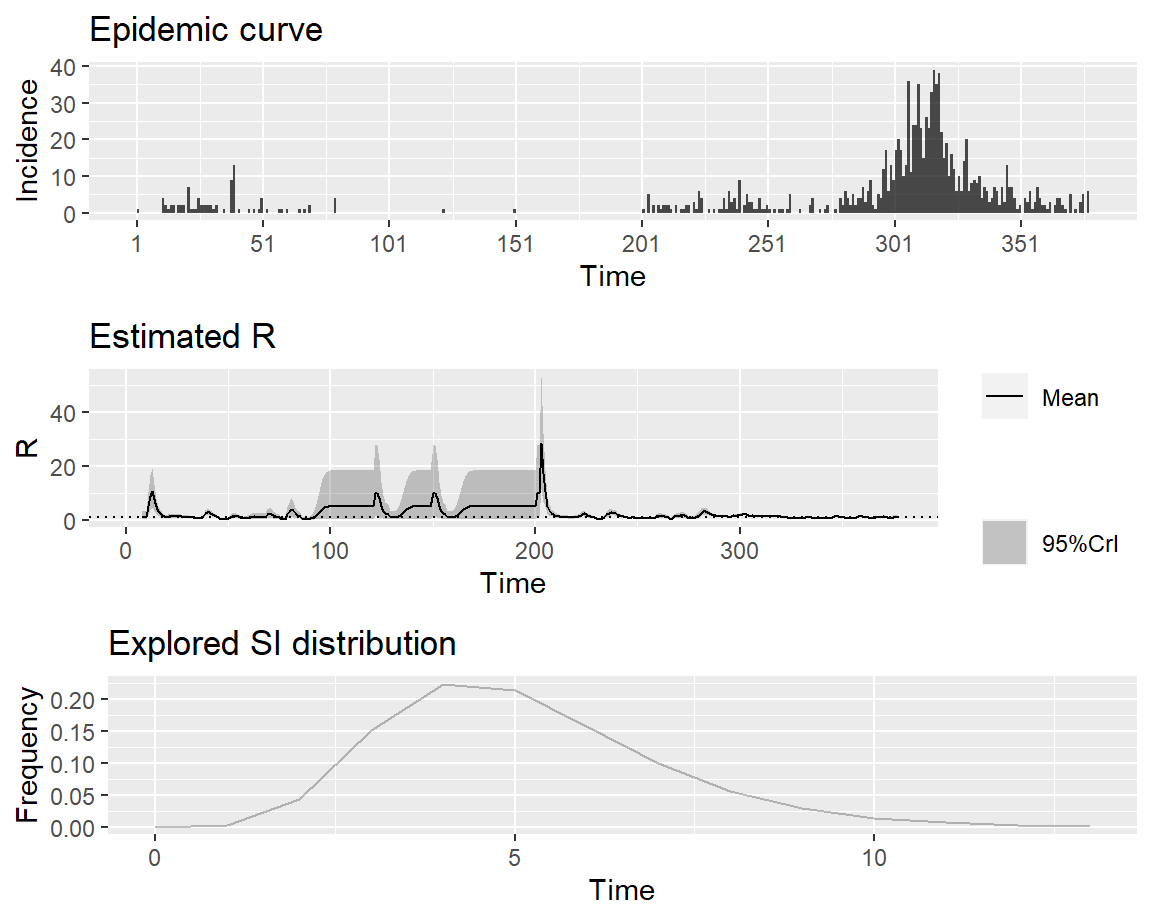 Epidemic curve
Incidence
40
30
20
10
0
1 51 101 151 201 251 301 351
Time
Estimated R
R
40
20
0
0 100 200 300
Time
Mean
95%CrI
Explored SI distribution
Frequency
0.20
0.15
0.10
0.05
0.00
0 5 10
Time